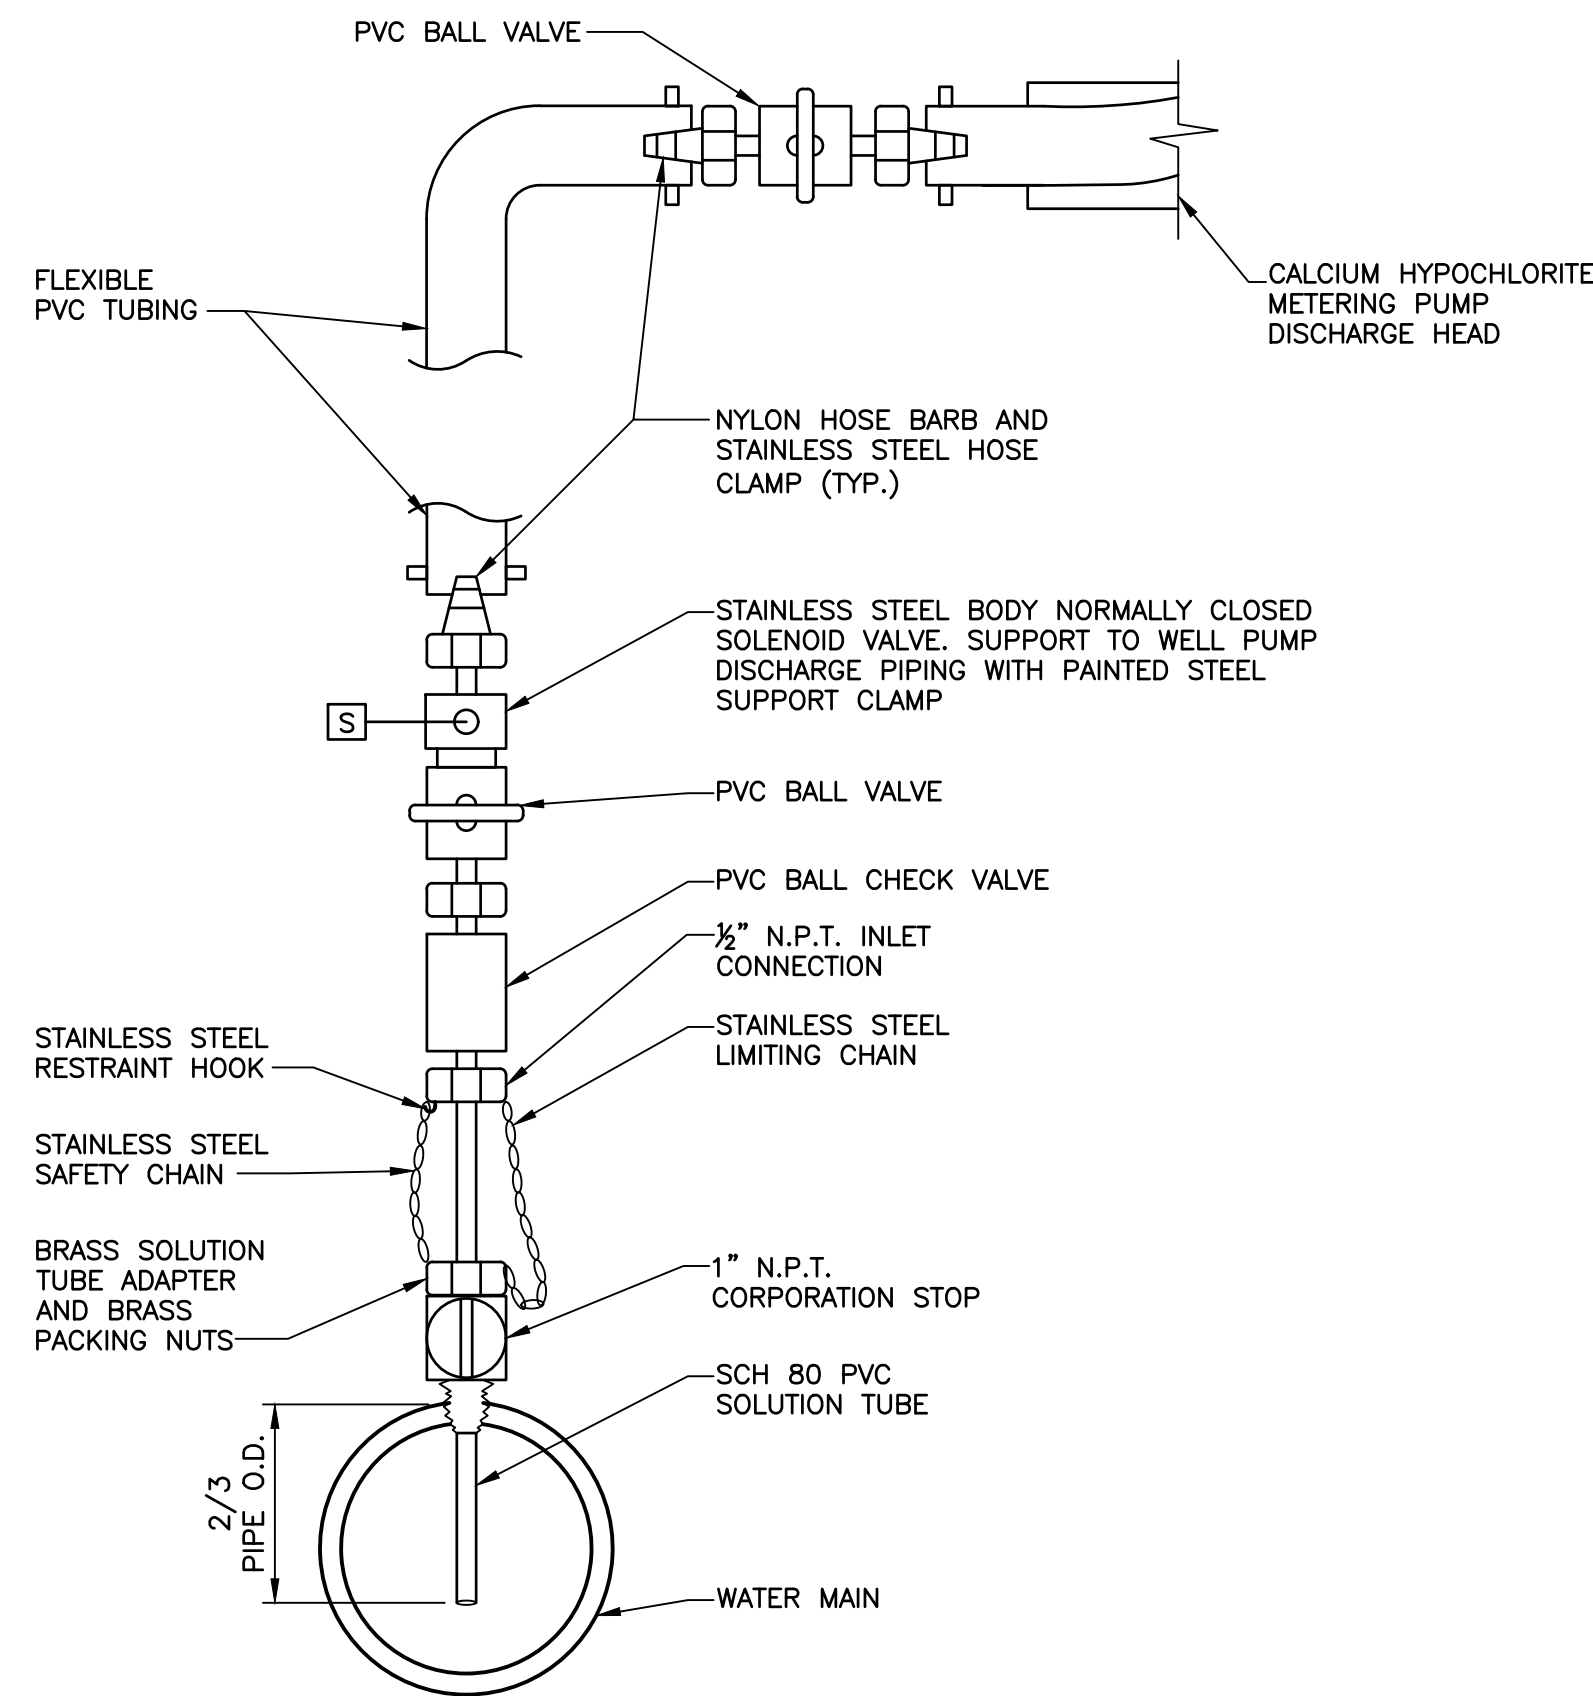 PVC BALL VALVE
FLEXIBLE
PVC TUBING
CALCIUM HYPOCHLORITE
METERING PUMP
DISCHARGE HEAD
NYLON HOSE BARB AND
STAINLESS STEEL HOSE
CLAMP (TYP.)
STAINLESS STEEL BODY NORMALLY CLOSED
SOLENOID VALVE. SUPPORT TO WELL PUMP
DISCHARGE PIPING WITH PAINTED STEEL
SUPPORT CLAMP
S
PVC BALL VALVE
PVC BALL CHECK VALVE
½" N.P.T. INLET
CONNECTION
STAINLESS STEEL
LIMITING CHAIN
STAINLESS STEEL
RESTRAINT HOOK
STAINLESS STEEL
SAFETY CHAIN
BRASS SOLUTION
TUBE ADAPTER
AND BRASS
PACKING NUTS
1" N.P.T.
CORPORATION STOP
SCH 80 PVC
SOLUTION TUBE
2/3
PIPE O.D.
WATER MAIN